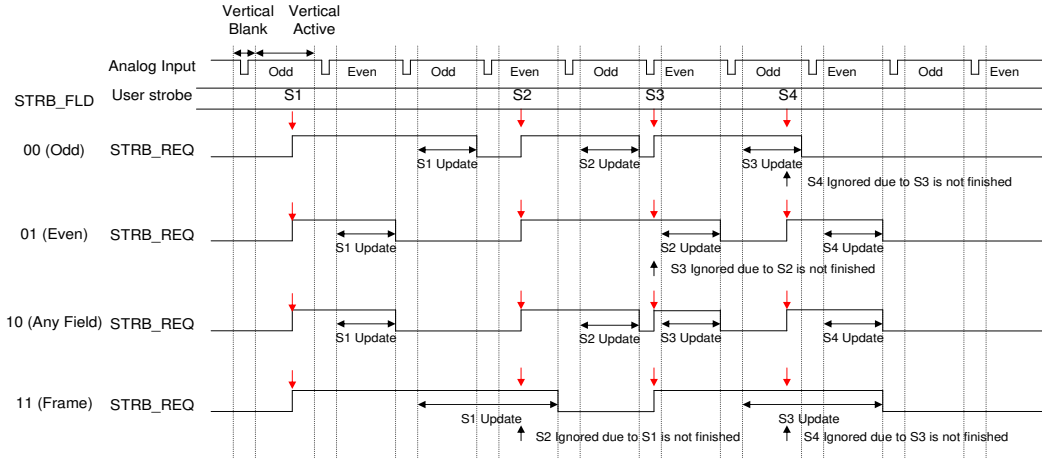 Vertical Blank
Vertical Active
Analog Input Odd Even Odd Even Odd Even Odd Even Odd Even
STRB_FLD User strobe S1 S2 S3 S4
00 (Odd) STRB_REQ
S1 Update S2 Update S3 Update
S4 Ignored due to S3 is not finished
01 (Even) STRB_REQ
S1 Update S2 Update S4 Update
S3 Ignored due to S2 is not finished
10 (Any Field) STRB_REQ
S1 Update S2 Update S3 Update S4 Update
11 (Frame) STRB_REQ
S1 Update S3 Update
S2 Ignored due to S1 is not finished S4 Ignored due to S3 is not finished